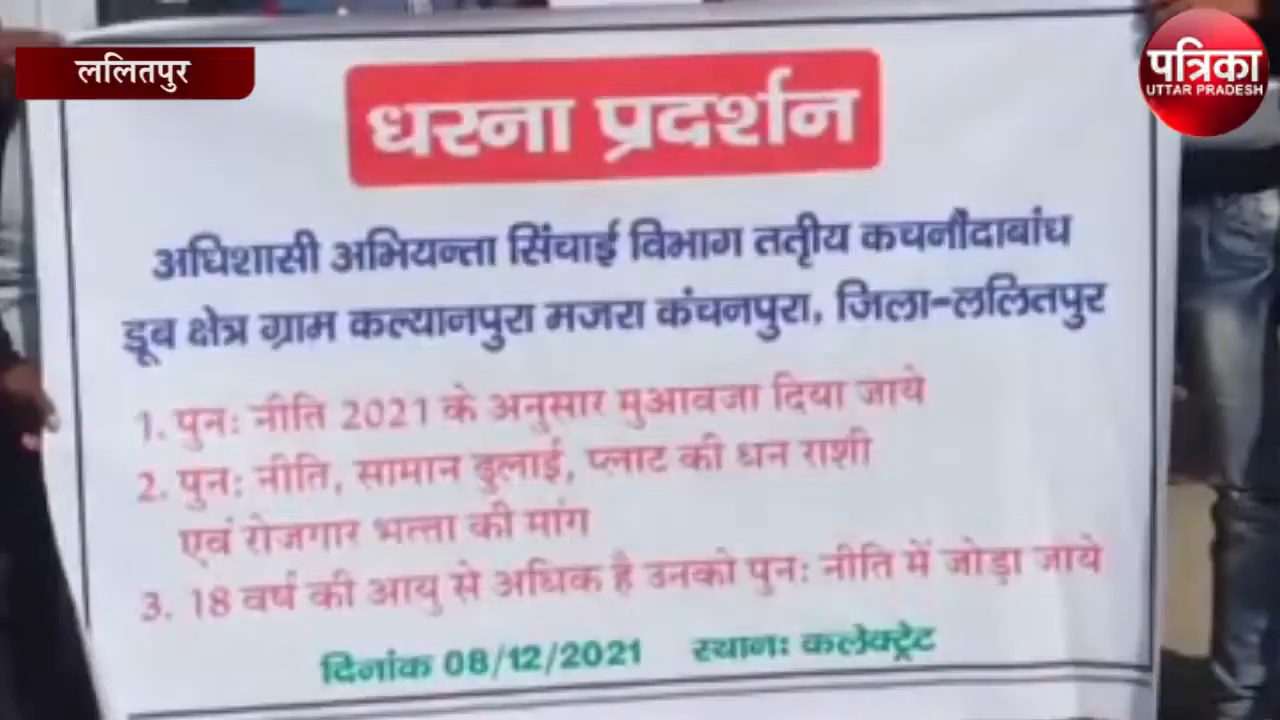 ललितपुर
पत्रिका
UTTAR PRADESH
धरना प्रदर्शन
अधिशासी अभियन्ता सिंचाई विभाग ततृीय कचनौंदाबांध
डूब क्षेत्र ग्राम कल्यानपुरा मजरा कंचनपुरा, जिला-ललितपुर
1. पुनः नीति 2021 के अनुसार मुआवजा दिया जाये
2. पुनः नीति, सामान ढुलाई, प्लाट की धन राशी
एवं रोजगार भत्ता की मांग
3. 18 वर्ष की आयु से अधिक है उनको पुनः नीति में जोड़ा जाये
दिनांक 08/12/2021 स्थानः कलेक्ट्रेट